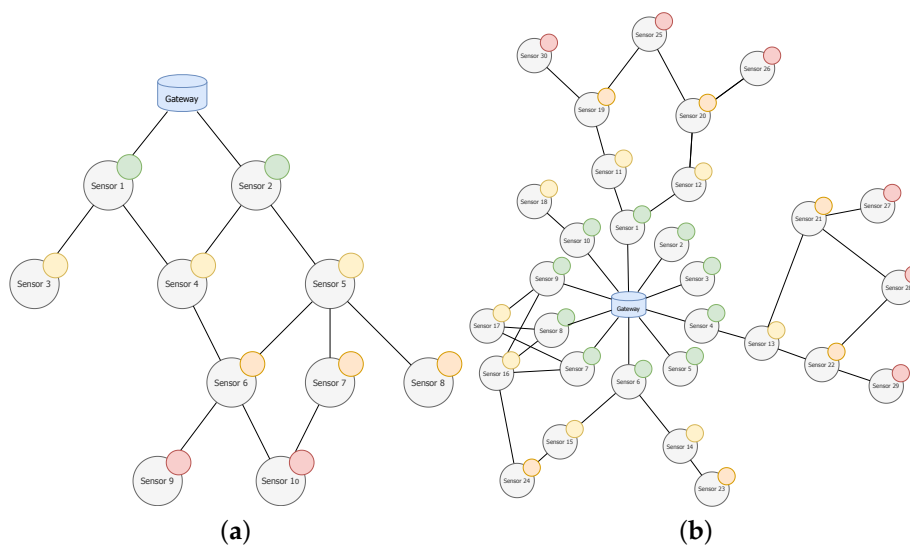 Gateway
Sensor 1
Sensor 2
Sensor 3
Sensor 4
Sensor 5
Sensor 6
Sensor 7
Sensor 8
Sensor 9
Sensor 10
(a)
Sensor 25
Sensor 30
Sensor 26
Sensor 19
Sensor 20
Sensor 11
Sensor 12
Sensor 18
Sensor 27
Sensor 21
Sensor 1
Sensor 10
Sensor 2
Sensor 9
Sensor 3
Sensor 28
Gateway
Sensor 17
Sensor 8
Sensor 4
Sensor 13
Sensor 16
Sensor 7
Sensor 5
Sensor 22
Sensor 6
Sensor 29
Sensor 15
Sensor 14
Sensor 24
Sensor 23
(b)